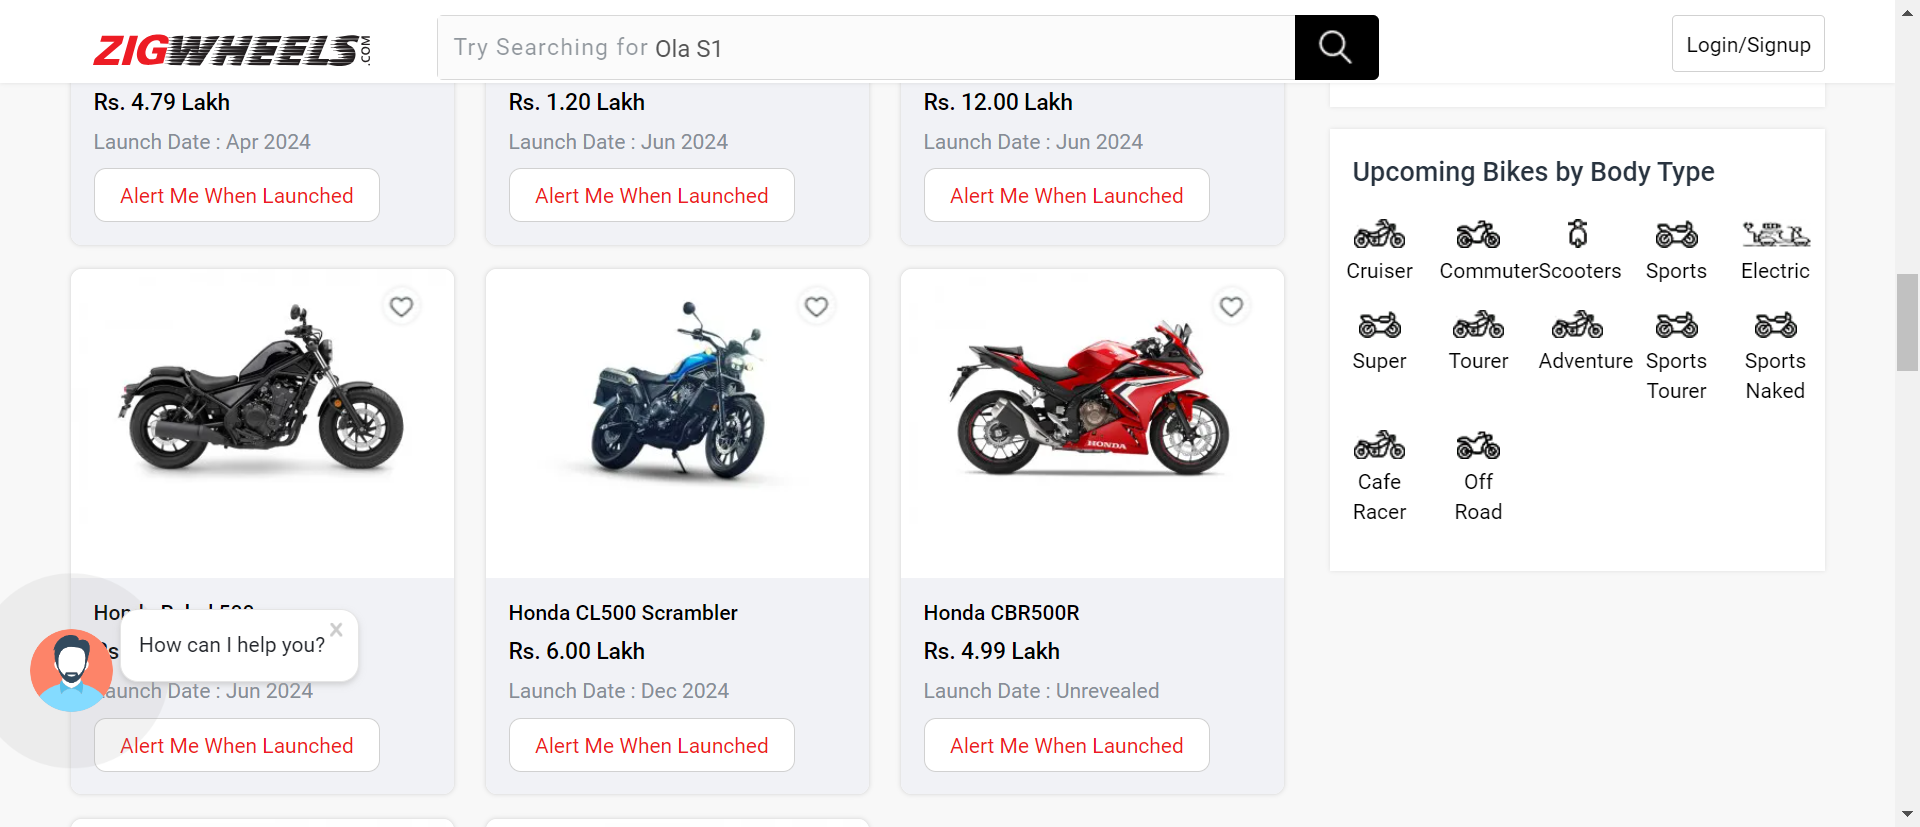 ZIGWHEELS.COM
Try Searching for Ola S1
Login/Signup
Rs. 4.79 Lakh
Launch Date : Apr 2024
Alert Me When Launched
Rs. 1.20 Lakh
Launch Date : Jun 2024
Alert Me When Launched
Rs. 12.00 Lakh
Launch Date : Jun 2024
Alert Me When Launched
Launch Date : Jun 2024
Alert Me When Launched
HONDA
Honda CL500 Scrambler
Rs. 6.00 Lakh
Launch Date : Dec 2024
Alert Me When Launched
Honda CBR500R
Rs. 4.99 Lakh
Launch Date : Unrevealed
Alert Me When Launched
How can I help you?
Upcoming Bikes by Body Type
Cruiser
Commuter
Scooters
Sports
Electric
Super
Tourer
Adventure
Sports
Tourer
Sports
Naked
Cafe
Racer
Off
Road